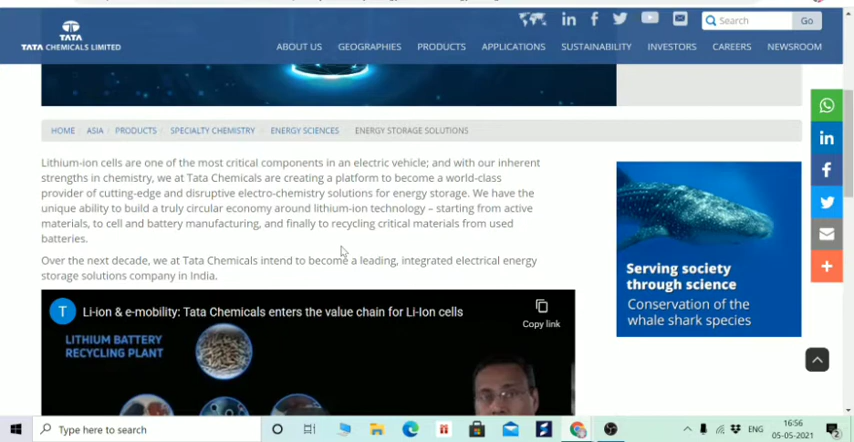 TATA
TATA CHEMICALS LIMITED
Search
Go
ABOUT US
GEOGRAPHIES
PRODUCTS
APPLICATIONS
SUSTAINABILITY
INVESTORS
CAREERS
NEWSROOM
HOME
ASIA
PRODUCTS
SPECIALTY CHEMISTRY
ENERGY SCIENCES
ENERGY STORAGE SOLUTIONS
Lithium-ion cells are one of the most critical components in an electric vehicle; and with our inherent
strengths in chemistry, we at Tata Chemicals are creating a platform to become a world-class
provider of cutting-edge and disruptive electro-chemistry solutions for energy storage. We have the
unique ability to build a truly circular economy around lithium-ion technology – starting from active
materials, to cell and battery manufacturing, and finally to recycling critical materials from used
batteries.
Over the next decade, we at Tata Chemicals intend to become a leading, integrated electrical energy
storage solutions company in India.
T
Li-ion & e-mobility: Tata Chemicals enters the value chain for Li-Ion cells
Copy link
LITHIUM BATTERY
RECYCLING PLANT
Serving society
through science
Conservation of the
whale shark species
Type here to search
ENG
16:56
05-05-2021
2